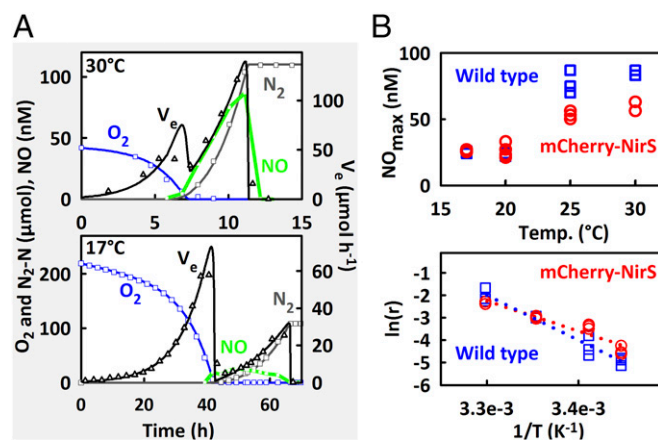 A
B
30°C
O₂
Vₑ
N₂
NO
100
50
0
100
50
0
0
5
10
15
17°C
O₂
Vₑ
N₂
NO
200
100
0
60
40
20
0
0
20
40
60
Time (h)
O₂ and N₂-N (µmol), NO (nM)
Vₑ (µmol h⁻¹)
Wild type
mCherry-NirS
100
75
50
25
0
15
20
25
30
Temp. (°C)
NOmax (nM)
mCherry-NirS
Wild type
-1
-2
-3
-4
-5
-6
3.3e-3
3.4e-3
1/T (K⁻¹)
ln(r)